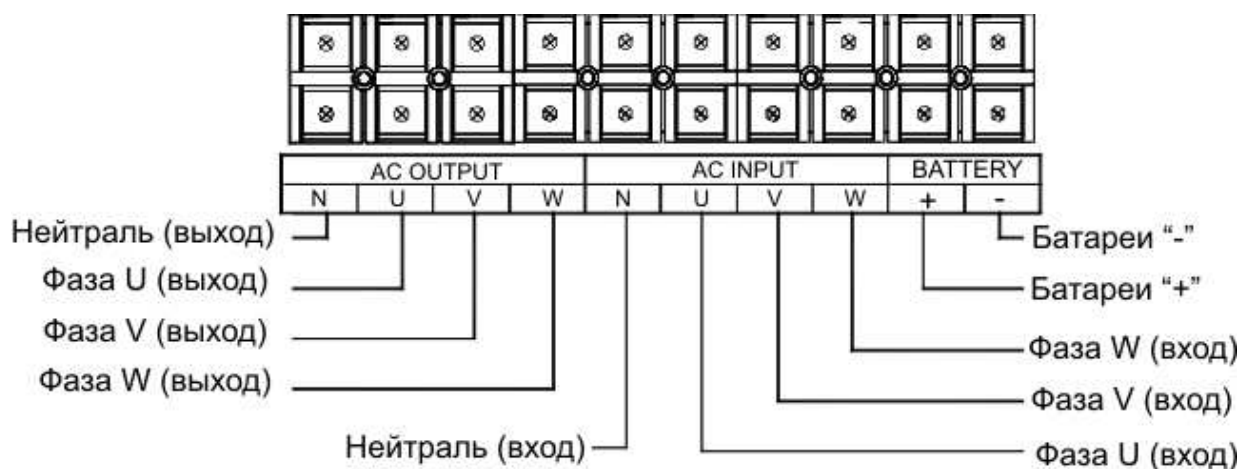 AC OUTPUT AC INPUT BATTERY
N U V W N U V W + -
Нейтраль (выход)
Фаза U (выход)
Фаза V (выход)
Фаза W (выход)
Нейтраль (вход)
Батареи “-”
Батареи “+”
Фаза W (вход)
Фаза V (вход)
Фаза U (вход)